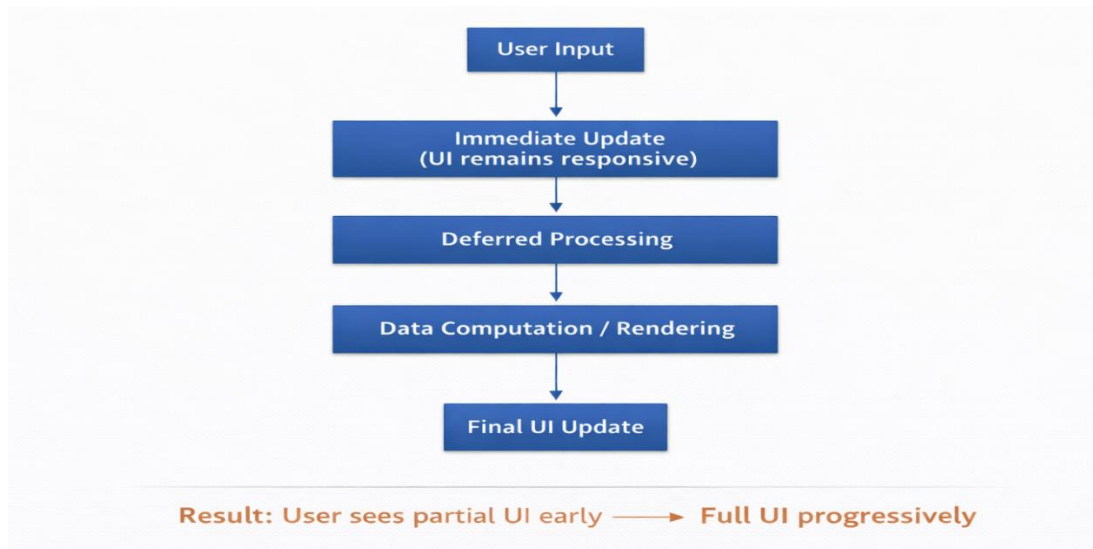 User Input
Immediate Update
(UI remains responsive)
Deferred Processing
Data Computation / Rendering
Final UI Update
Result: User sees partial UI early → Full UI progressively